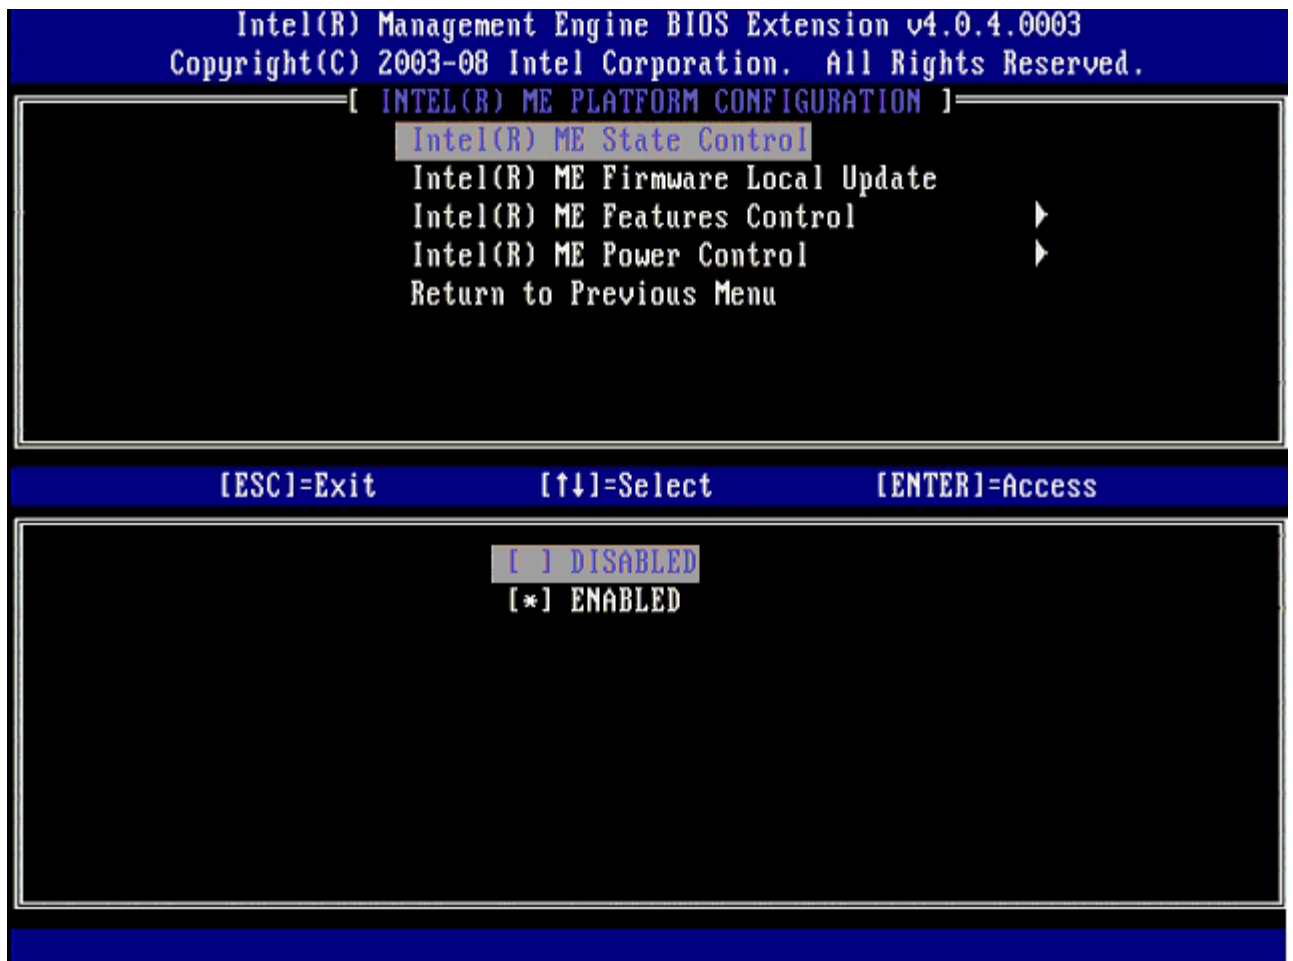 Intel(R) Management Engine BIOS Extension v4.0.4.0003
Copyright(C) 2003-08 Intel Corporation. All Rights Reserved.
[ INTEL(R) ME PLATFORM CONFIGURATION ]
Intel(R) ME State Control
Intel(R) ME Firmware Local Update
Intel(R) ME Features Control
Intel(R) ME Power Control
Return to Previous Menu
[ESC]=Exit [↑↓]=Select [ENTER]=Access
[ ] DISABLED
[*] ENABLED